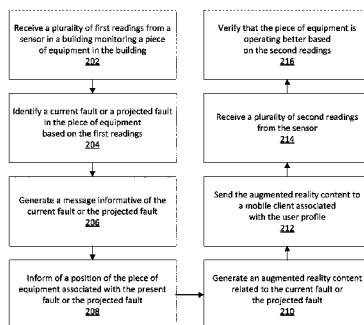 Receive a plurality of first readings from a
sensor in a building monitoring a piece
of equipment in the building
202
Identify a current fault or a projected fault
in the piece of equipment
based on the first readings
204
Generate a message informative of the
current fault or the projected fault
206
Inform of a position of the piece of
equipment associated with the present
fault or the projected fault
208
Generate an augmented reality content
related to the current fault or
the projected fault
210
Send the augmented reality content to
a mobile client associated
with the user profile
212
Receive a plurality of second readings
from the sensor
214
Verify that the piece of equipment is
operating better based
on the second readings
216